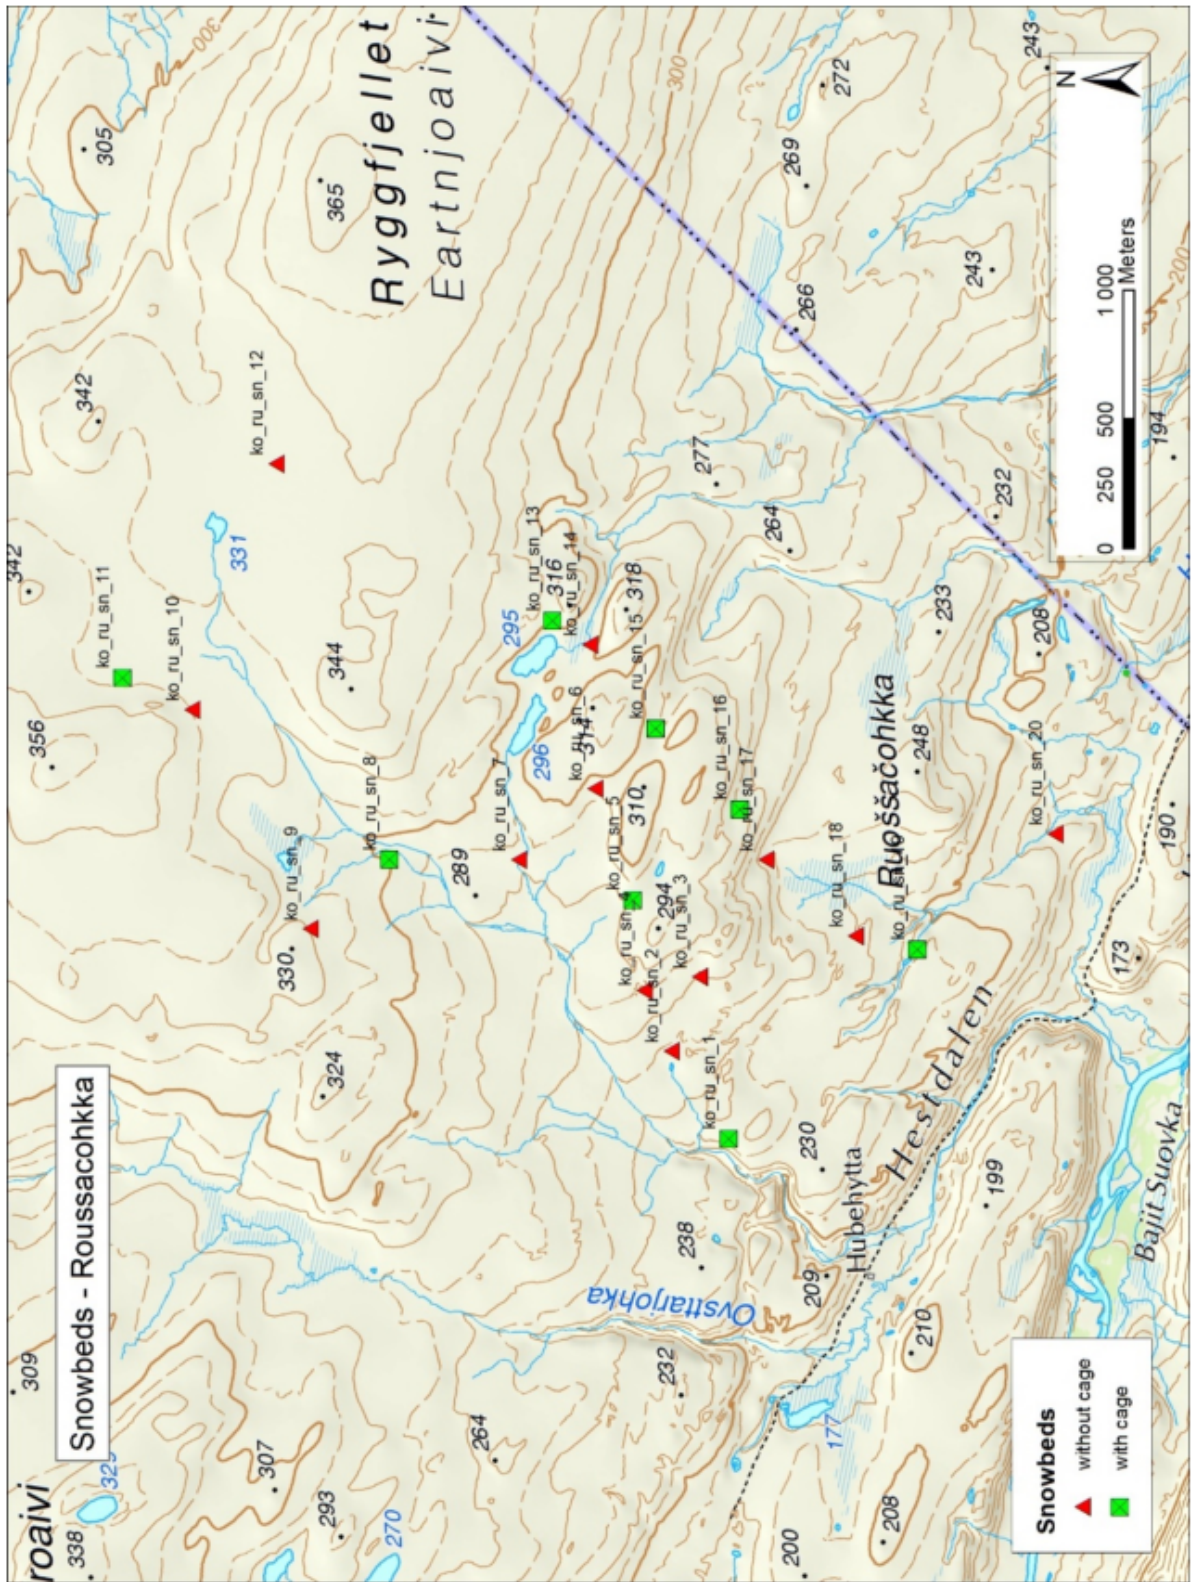 Snowbeds - Roussacohkka
roaivi
338
325
309
307
293
270
264
232
238
Ovsttarjohka
324
330
ko_ru_sn_9
ko_ru_sn_8
289
356
342
ko_ru_sn_11
ko_ru_sn_10
344
331
342
ko_ru_sn_12
305
300
365
Ryggfjellet
Eartnjoaivi
300
ko_ru_sn_7
296
295
ko_ru_sn_13
316
ko_ru_sn_14
318
ko_ru_sn_6
314
ko_ru_sn_15
310
ko_ru_sn_5
294
ko_ru_sn_4
ko_ru_sn_3
ko_ru_sn_2
ko_ru_sn_1
ko_ru_sn_16
ko_ru_sn_17
ko_ru_sn_18
Ruoššačohkka
248
233
264
277
266
269
272
243
243
200
232
208
ko_ru_sn_20
190
173
194
230
Hubehytta
Hestdalen
209
199
210
177
208
200
Bajit Suovka
Snowbeds
without cage
with cage
N
0 250 500 1 000
Meters